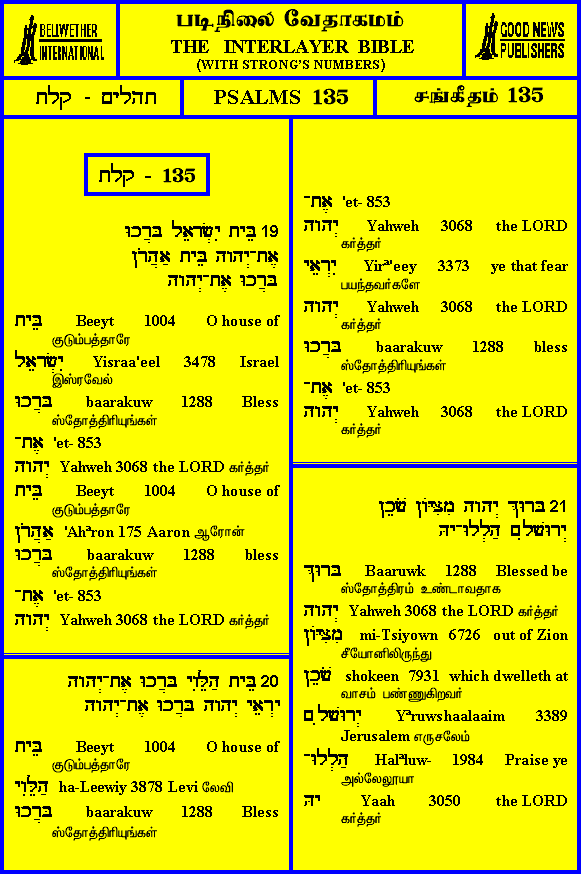 BELLWETHER
INTERNATIONAL
படிநிலை வேதாகமம்
THE INTERLAYER BIBLE
(WITH STRONG'S NUMBERS)
GOOD NEWS
PUBLISHERS
תהלים - קלת
PSALMS 135
சங்கீதம் 135
קלת - 135
19 בֵּית יִשְׂרָאֵל בָּרֲכוּ
אֶת־יְהוָה בֵּית אַהֲרֹן
בָּרֲכוּ אֶת־יְהוָה
בֵּית Beeyt 1004 O house of
குடும்பத்தாரே
יִשְׂרָאֵל Yisraa'eel 3478 Israel
இஸ்ரவேல்
בָּרֲכוּ baarakuw 1288 Bless
ஸ்தோத்திரியுங்கள்
אֶת־ 'et- 853
יְהוָה Yahweh 3068 the LORD கர்த்தர்
בֵּית Beeyt 1004 O house of
குடும்பத்தாரே
אַהֲרֹן 'Ahªron 175 Aaron ஆரோன்
בָּרֲכוּ baarakuw 1288 bless
ஸ்தோத்திரியுங்கள்
אֶת־ 'et- 853
יְהוָה Yahweh 3068 the LORD கர்த்தர்
20 בֵּית הַלֵּוִי בָּרֲכוּ אֶת־יְהוָה
יִרְאֵי יְהוָה בָּרֲכוּ אֶת־יְהוָה
בֵּית Beeyt 1004 O house of
குடும்பத்தாரே
הַלֵּוִי ha-Leewiy 3878 Levi லேவி
בָּרֲכוּ baarakuw 1288 Bless
ஸ்தோத்திரியுங்கள்
אֶת־ 'et- 853
יְהוָה Yahweh 3068 the LORD
கர்த்தர்
יִרְאֵי Yirª'eey 3373 ye that fear
பயந்தவர்களே
יְהוָה Yahweh 3068 the LORD
கர்த்தர்
בָּרֲכוּ baarakuw 1288 bless
ஸ்தோத்திரியுங்கள்
אֶת־ 'et- 853
יְהוָה Yahweh 3068 the LORD
கர்த்தர்
21 בָּרוּךְ יְהוָה מִצִּיּוֹן שֹׁכֵן
יְרוּשָׁלִָם הַלְלוּ־יָהּ
בָּרוּךְ Baaruwk 1288 Blessed be
ஸ்தோத்திரம் உண்டாவதாக
יְהוָה Yahweh 3068 the LORD கர்த்தர்
מִצִּיּוֹן mi-Tsiyown 6726 out of Zion
சீயோனிலிருந்து
שֹׁכֵן shokeen 7931 which dwelleth at
வாசம் பண்ணுகிறவர்
יְרוּשָׁלִָם Yªruwshaalaaim 3389
Jerusalem எருசலேம்
הַלְלוּ־ Halªluw- 1984 Praise ye
அல்லேலூயா
יָהּ Yaah 3050 the LORD
கர்த்தர்